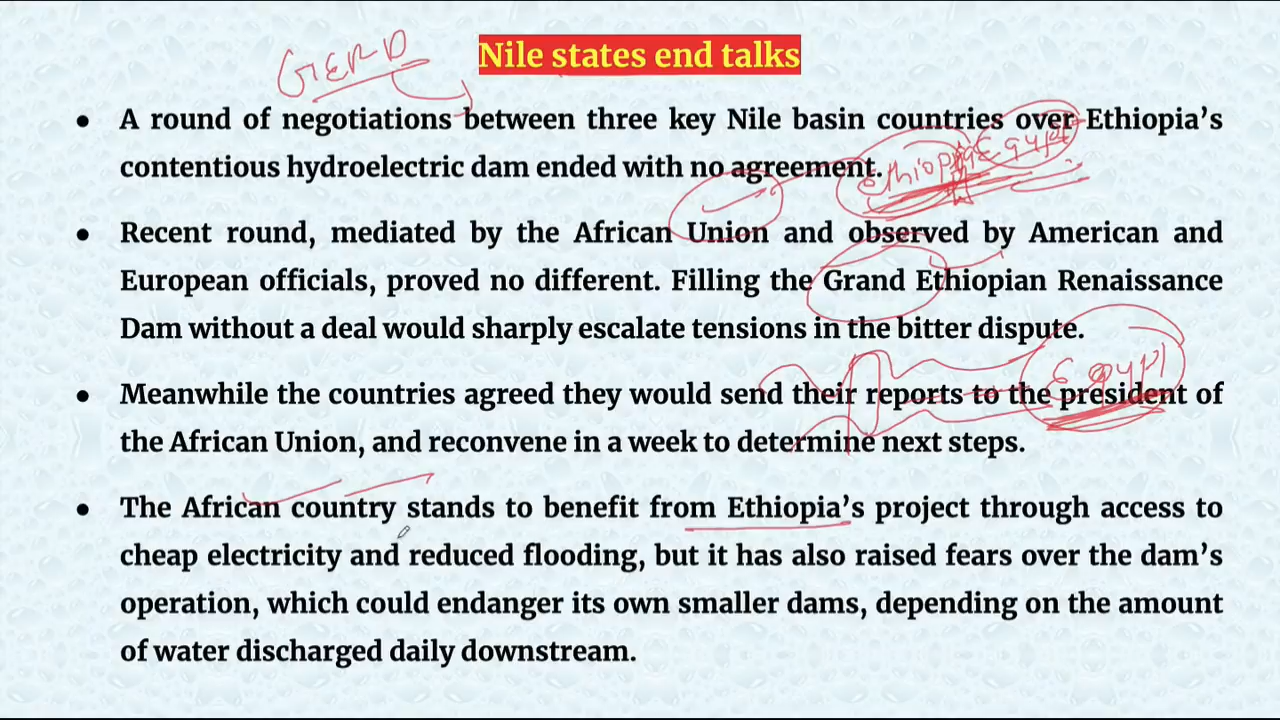 Nile states end talks
GERD
● A round of negotiations between three key Nile basin countries over Ethiopia's
contentious hydroelectric dam ended with no agreement.
ethiopia Egypt
● Recent round, mediated by the African Union and observed by American and
European officials, proved no different. Filling the Grand Ethiopian Renaissance
Dam without a deal would sharply escalate tensions in the bitter dispute.
Egypt
● Meanwhile the countries agreed they would send their reports to the president of
the African Union, and reconvene in a week to determine next steps.
● The African country stands to benefit from Ethiopia's project through access to
cheap electricity and reduced flooding, but it has also raised fears over the dam's
operation, which could endanger its own smaller dams, depending on the amount
of water discharged daily downstream.